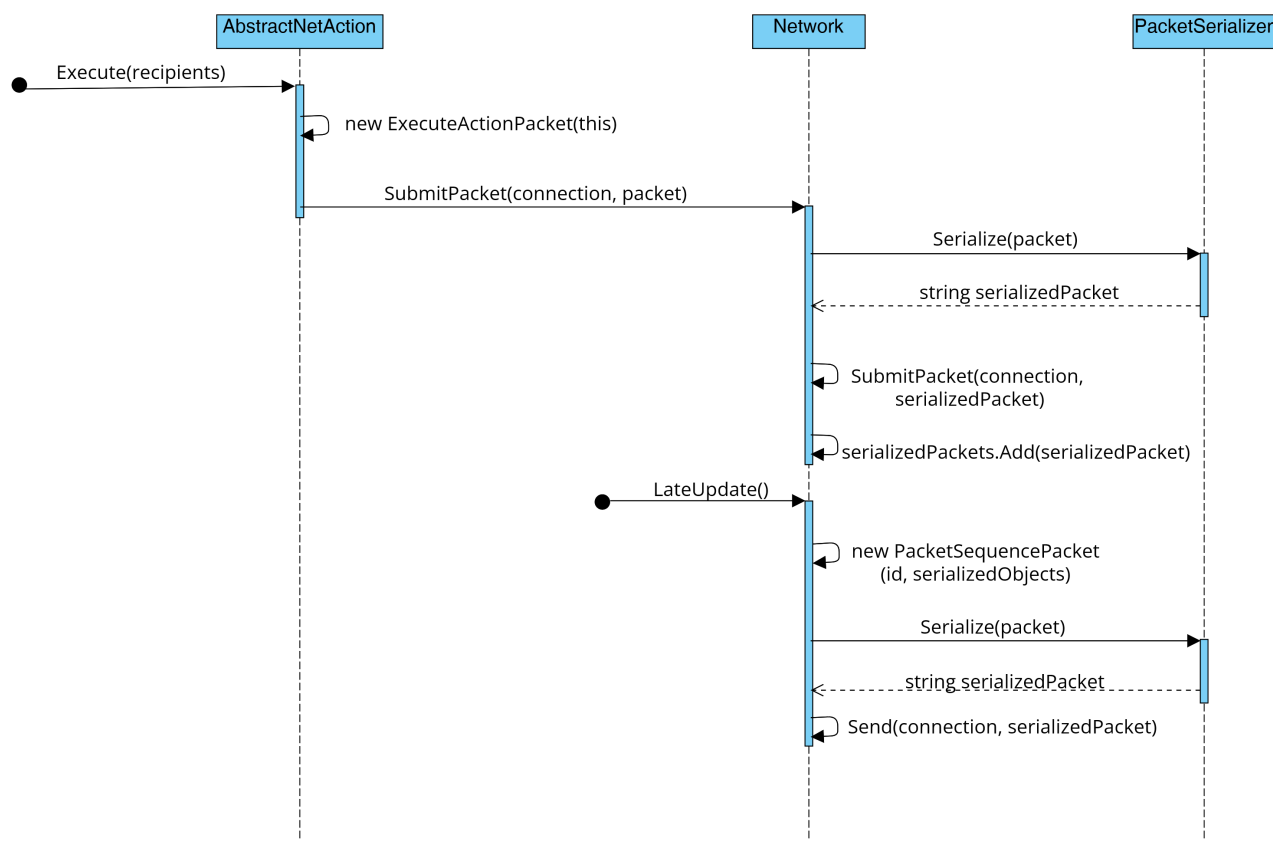 AbstractNetAction
Network
PacketSerializer
Execute(recipients)
new ExecuteActionPacket(this)
SubmitPacket(connection, packet)
Serialize(packet)
string serializedPacket
SubmitPacket(connection,
serializedPacket)
serializedPackets.Add(serializedPacket)
LateUpdate()
new PacketSequencePacket
(id, serializedObjects)
Serialize(packet)
string serializedPacket
Send(connection, serializedPacket)